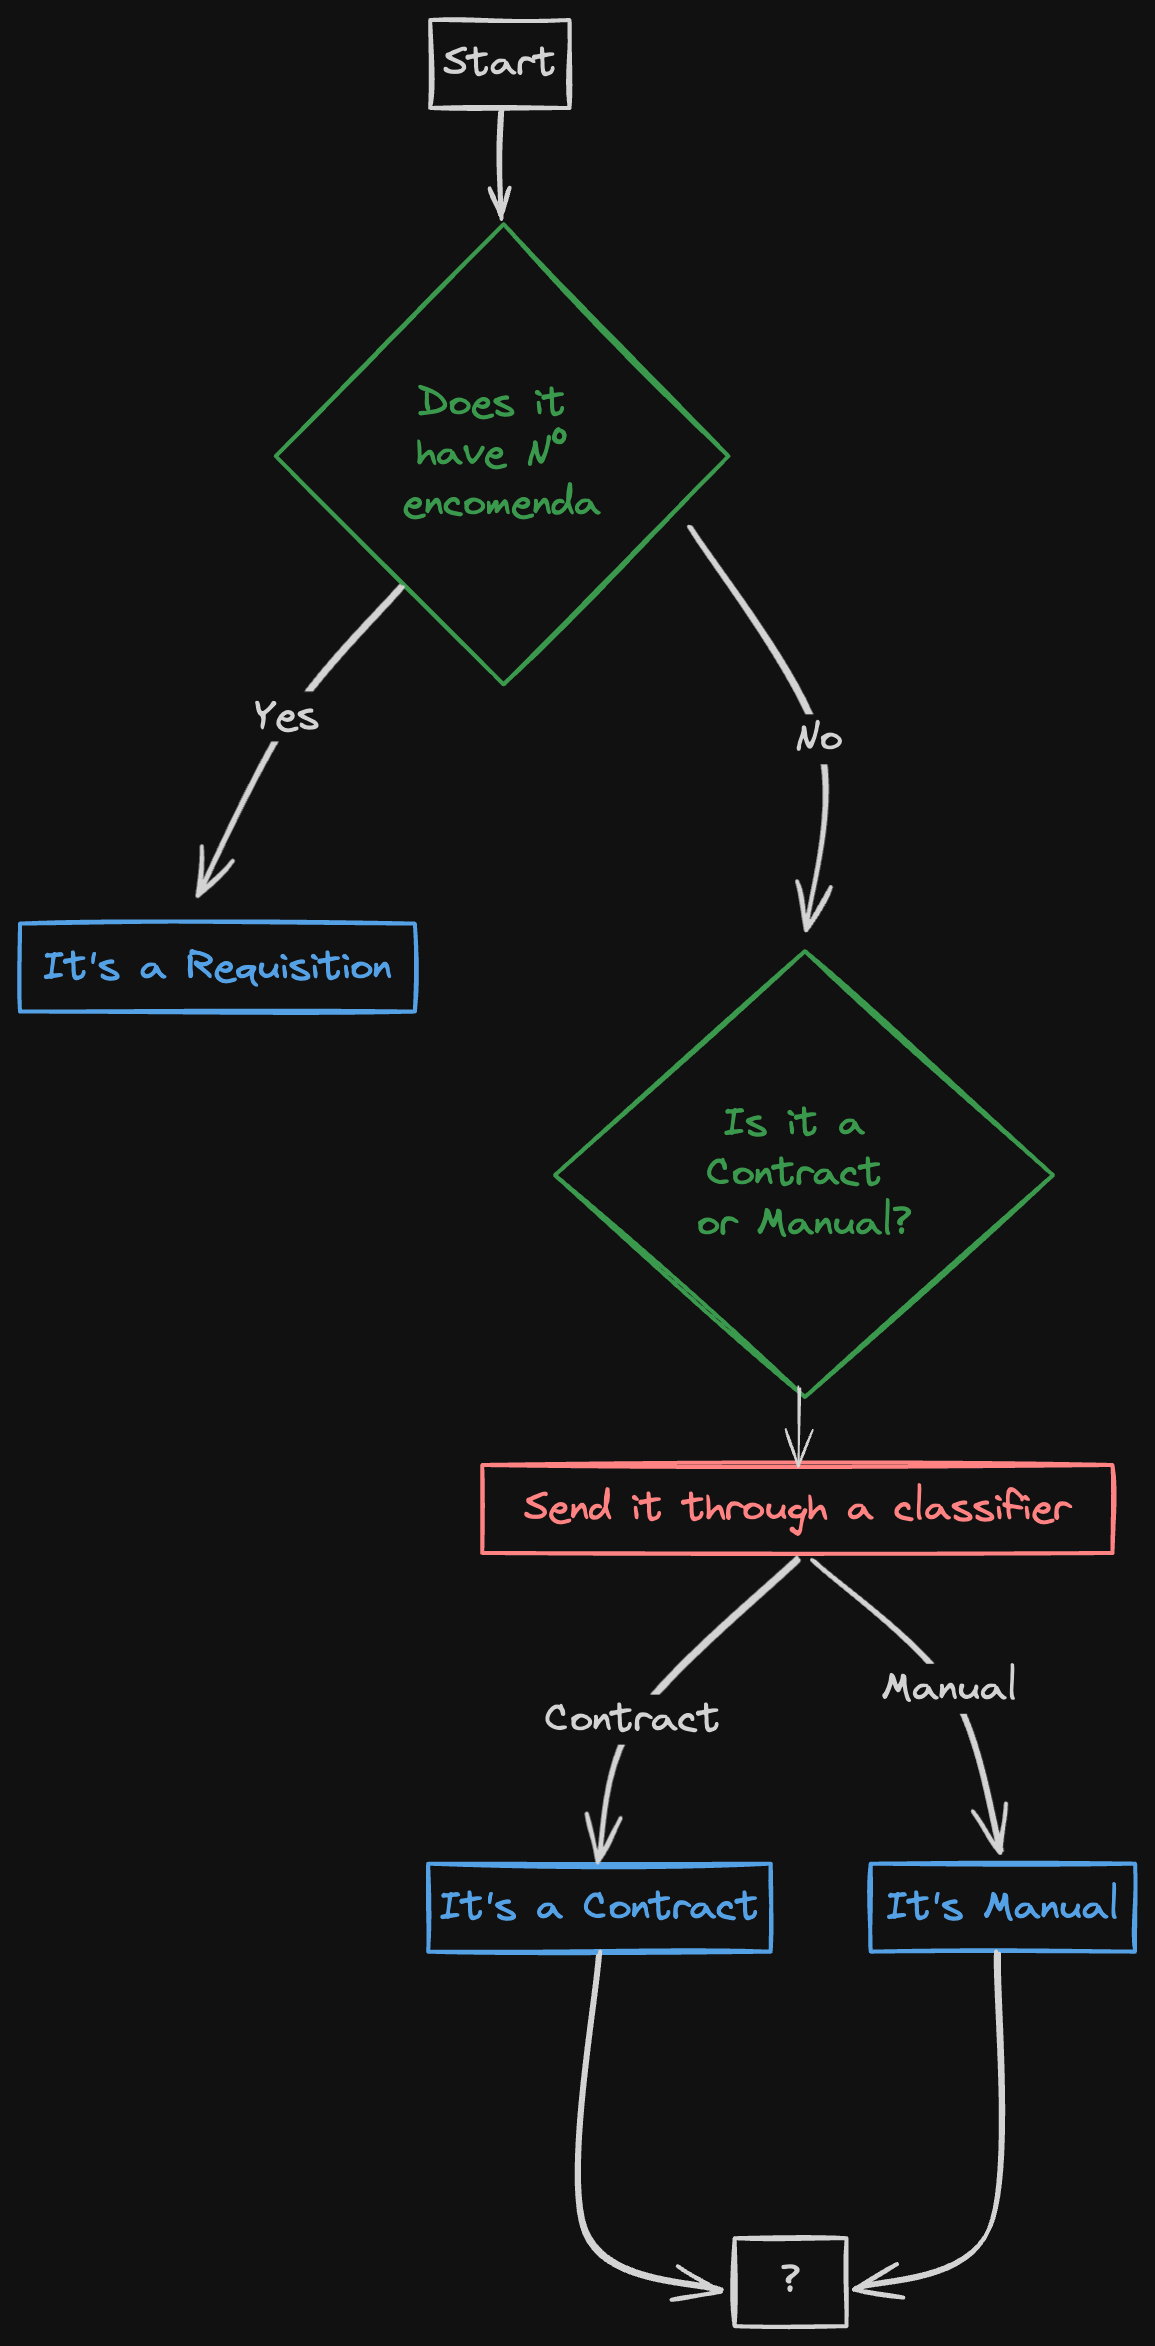 Start
Does it
have Nº
encomenda
Yes
No
It's a Requisition
Is it a
Contract
or Manual?
Send it through a classifier
Contract
Manual
It's a Contract
It's Manual
?